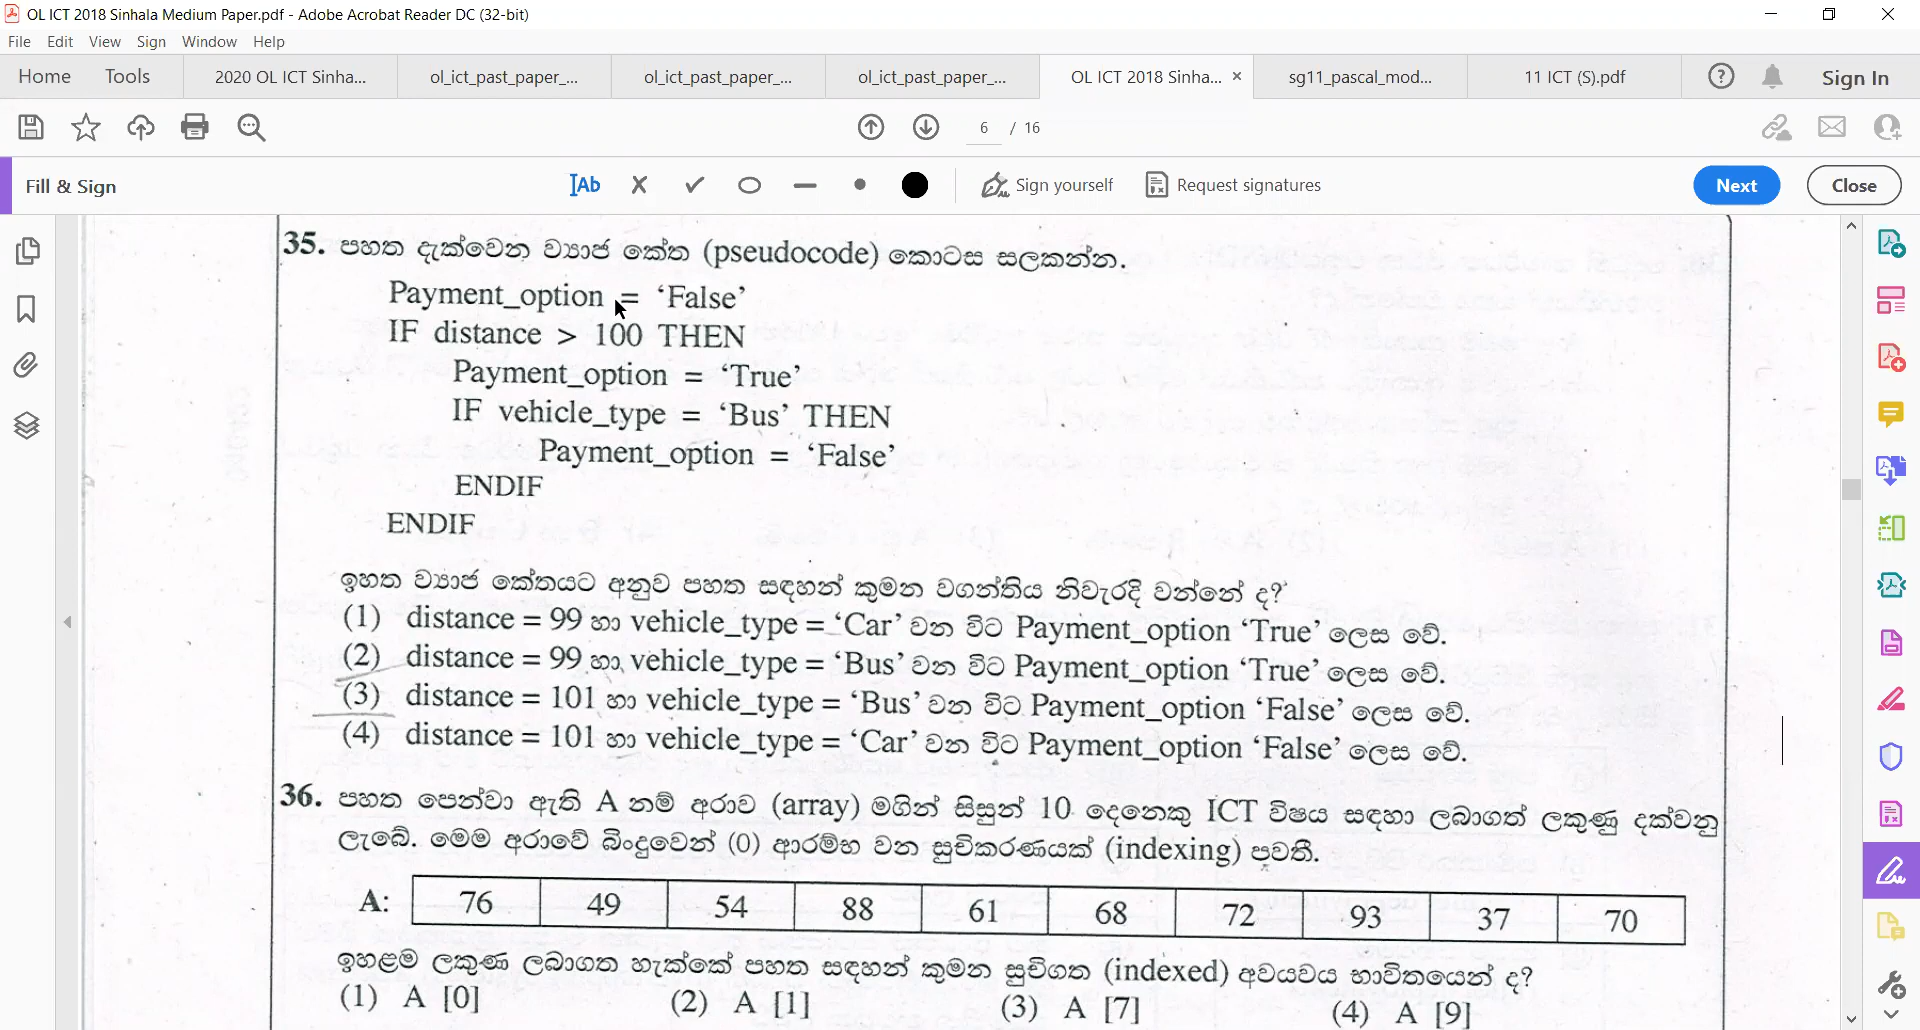 OL ICT 2018 Sinhala Medium Paper.pdf - Adobe Acrobat Reader DC (32-bit)
File Edit View Sign Window Help
Home Tools 2020 OL ICT Sinha... ol_ict_past_paper_... ol_ict_past_paper_... ol_ict_past_paper_... OL ICT 2018 Sinha... × sg11_pascal_mod... 11 ICT (S).pdf Sign In
6 / 16
Fill & Sign Ab Sign yourself Request signatures Next Close
35. පහත දැක්වෙන ව්‍යාජ කේත (pseudocode) කොටස සලකන්න.
Payment_option = ‘False’
IF distance > 100 THEN
Payment_option = ‘True’
IF vehicle_type = ‘Bus’ THEN
Payment_option = ‘False’
ENDIF
ENDIF
ඉහත ව්‍යාජ කේතයට අනුව පහත සඳහන් කුමන වගන්තිය නිවැරදි වන්නේ ද?
(1) distance = 99 හා vehicle_type = ‘Car’ වන විට Payment_option ‘True’ ලෙස වේ.
(2) distance = 99 හා vehicle_type = ‘Bus’ වන විට Payment_option ‘True’ ලෙස වේ.
(3) distance = 101 හා vehicle_type = ‘Bus’ වන විට Payment_option ‘False’ ලෙස වේ.
(4) distance = 101 හා vehicle_type = ‘Car’ වන විට Payment_option ‘False’ ලෙස වේ.
36. පහත පෙන්වා ඇති A නම් අරාව (array) මගින් සිසුන් 10 දෙනෙකු ICT විෂය සඳහා ලබාගත් ලකුණු දක්වනු
ලැබේ. මෙම අරාවේ බිංදුවෙන් (0) ආරම්භ වන සුචිකරණයක් (indexing) පවතී.
A: 76 49 54 88 61 68 72 93 37 70
ඉහළම ලකුණ ලබාගත හැක්කේ පහත සඳහන් කුමන සුචිගත (indexed) අවයවය භාවිතයෙන් ද?
(1) A [0] (2) A [1] (3) A [7] (4) A [9]